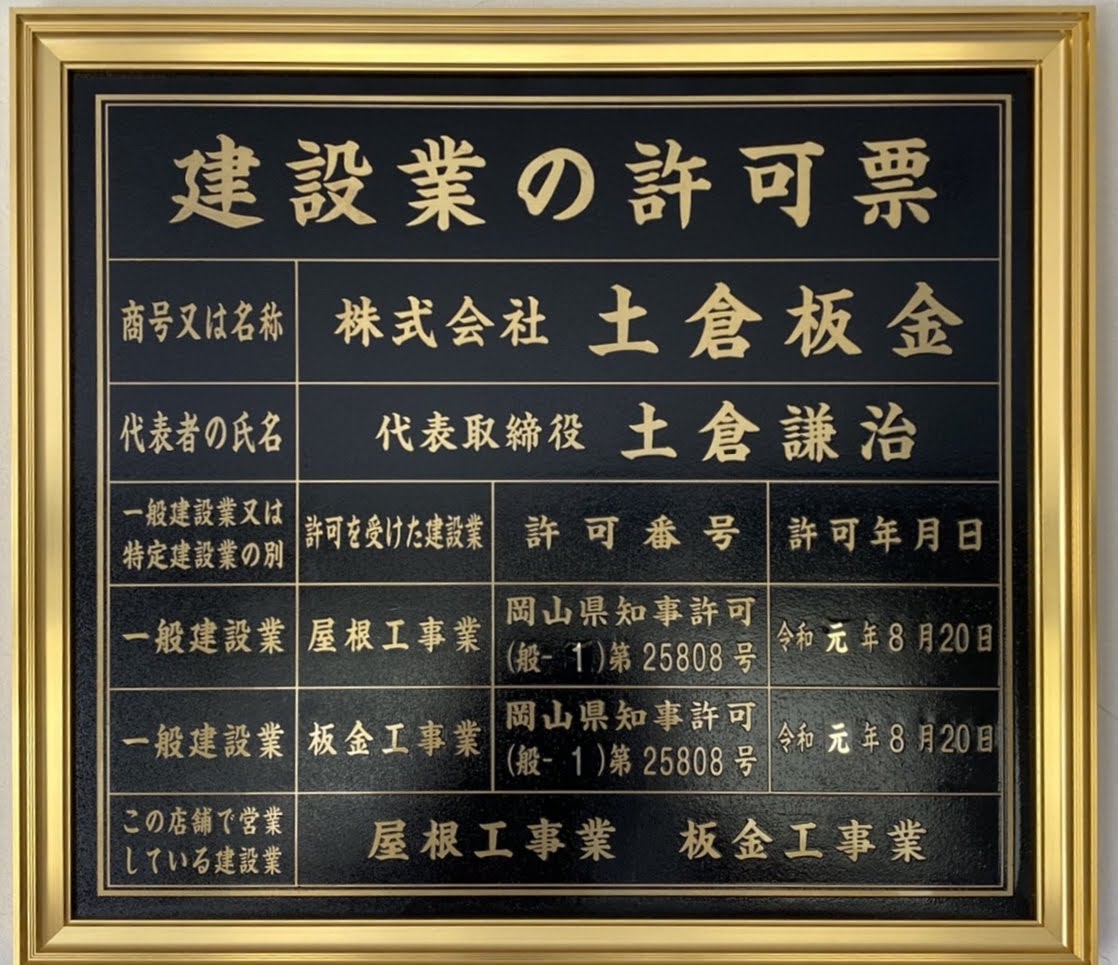 建設業の許可票
商号又は名称 株式会社 土倉板金
代表者の氏名 代表取締役 土倉謙治
一般建設業又は
特定建設業の別
許可を受けた建設業
許可番号
許可年月日
一般建設業
屋根工事業
岡山県知事許可
(般-1)第25808号
令和元年8月20日
一般建設業
板金工事業
岡山県知事許可
(般-1)第25808号
令和元年8月20日
この店舗で営業
している建設業
屋根工事業 板金工事業